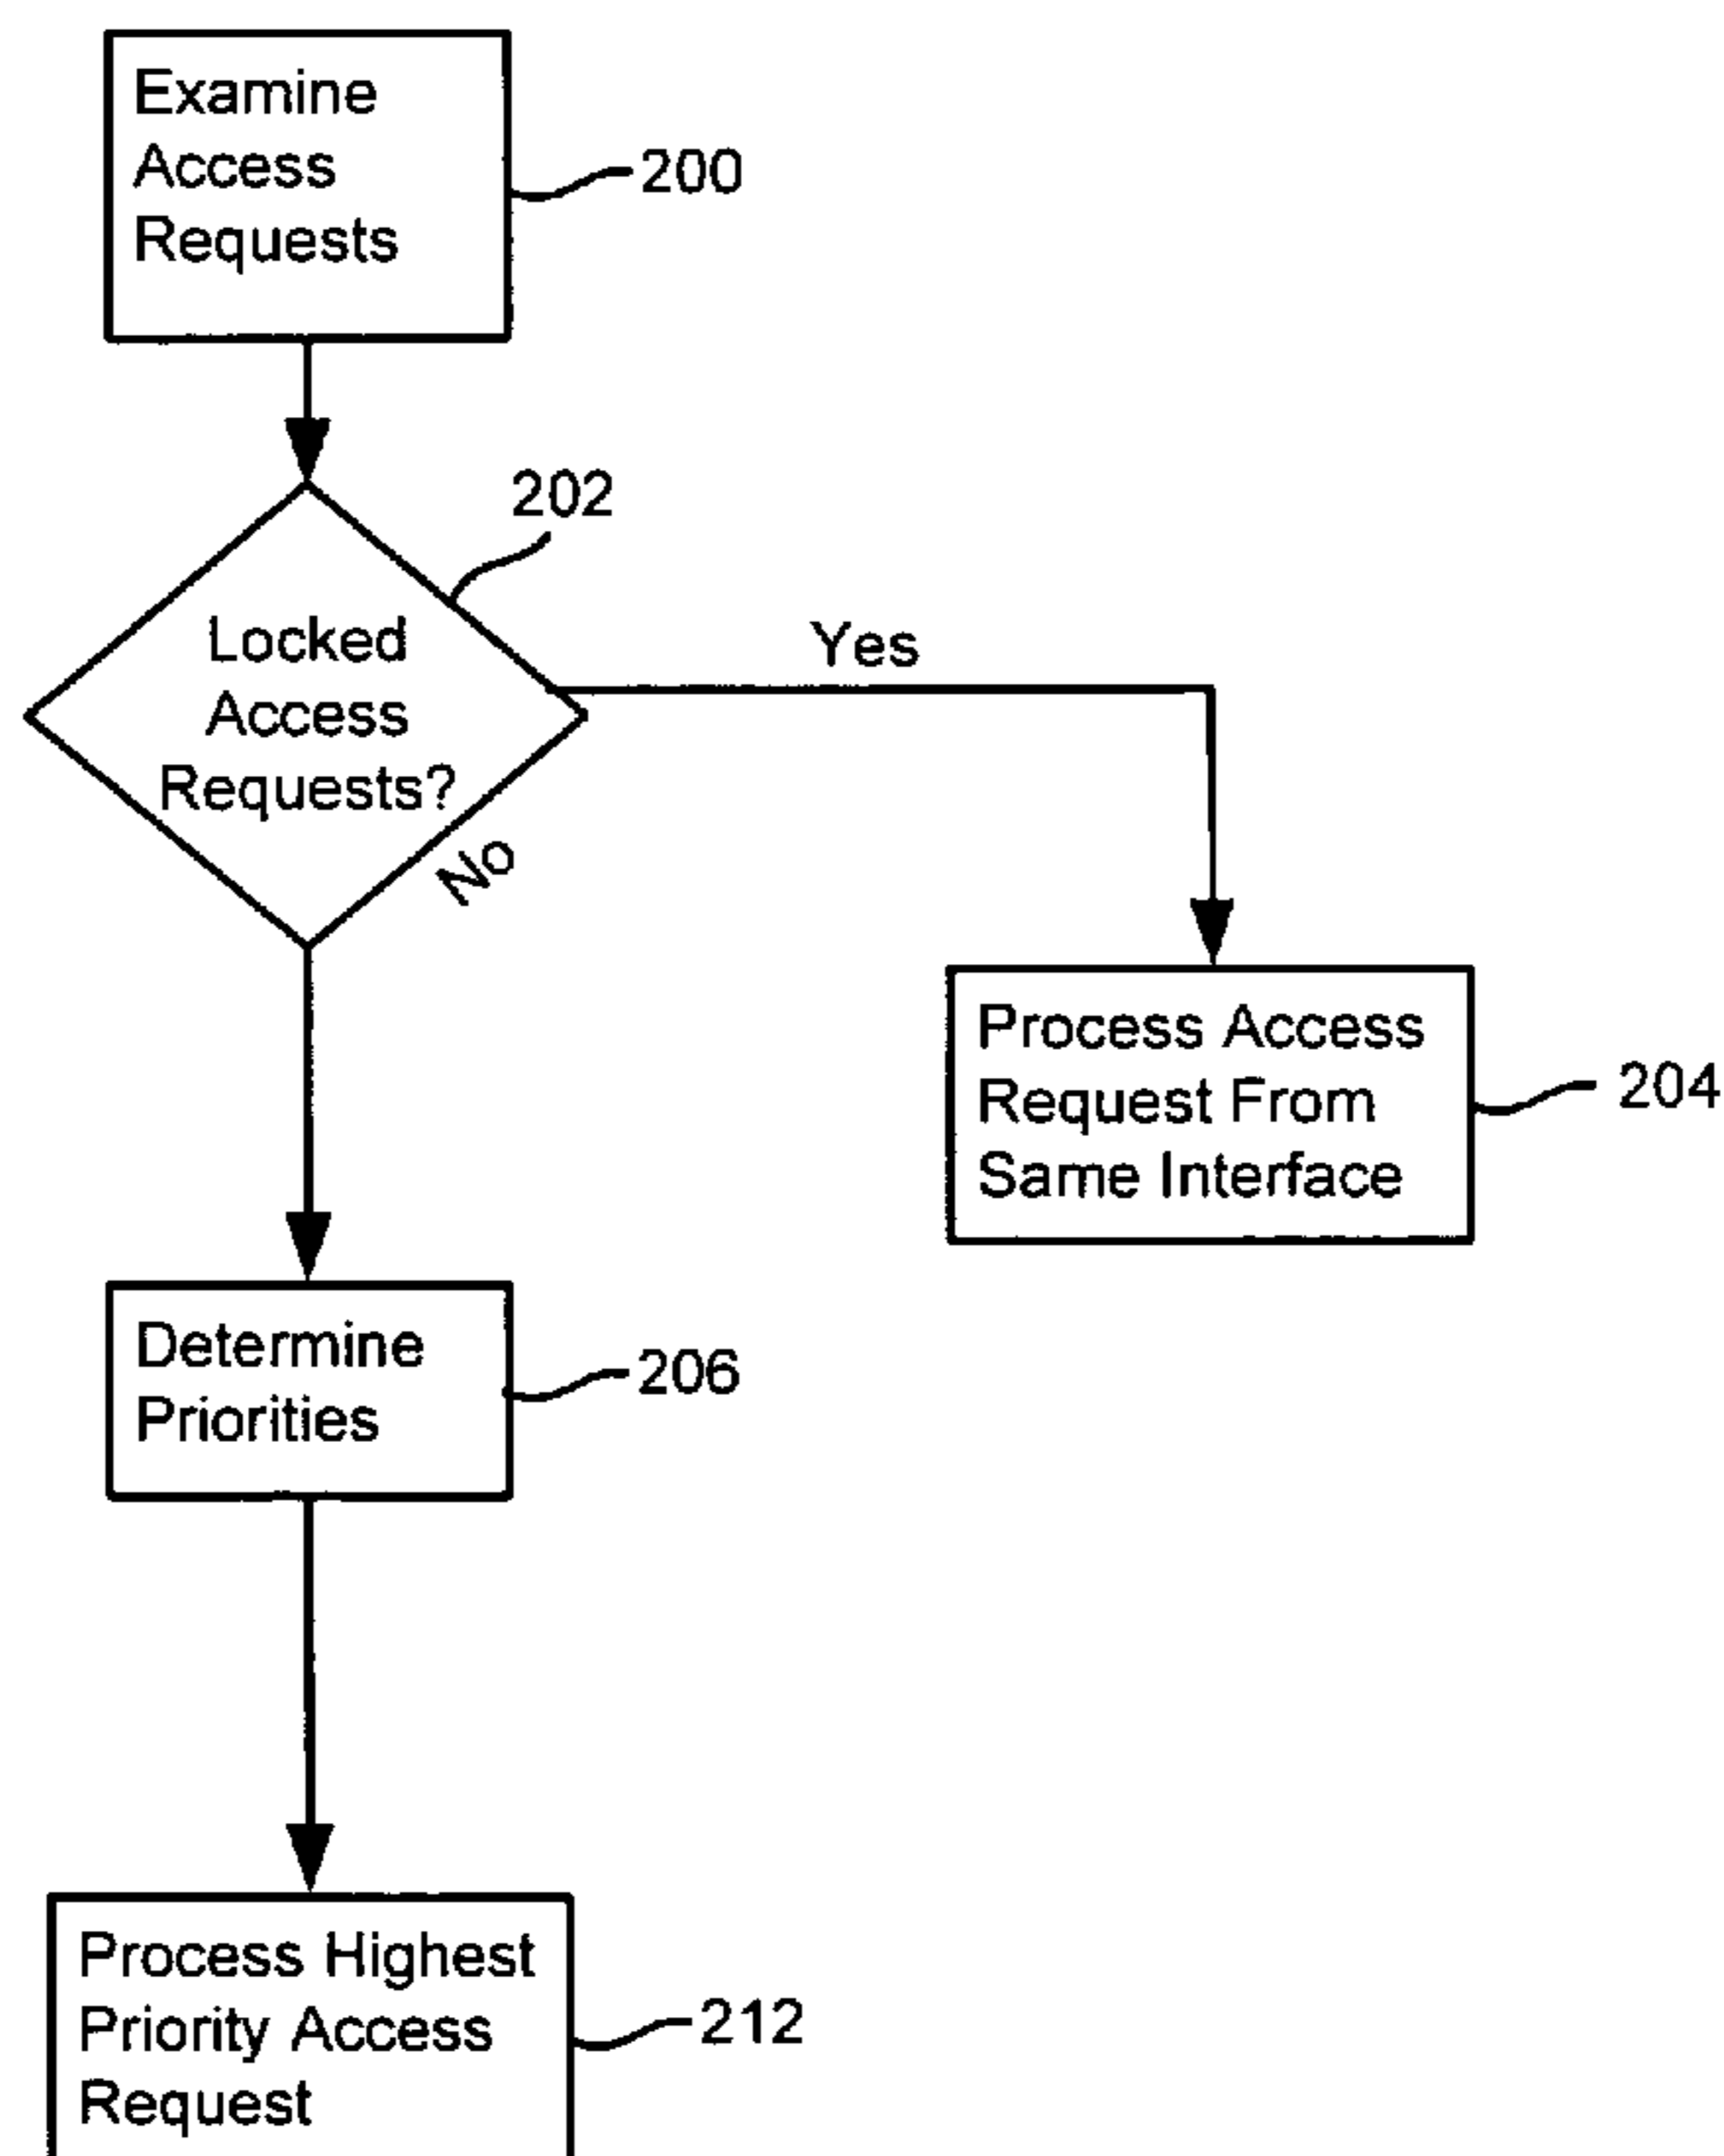 Examine
Access
Requests
200
202
Locked
Access
Requests?
Yes
No
Process Access
Request From
Same Interface
204
Determine
Priorities
206
Process Highest
Priority Access
Request
212